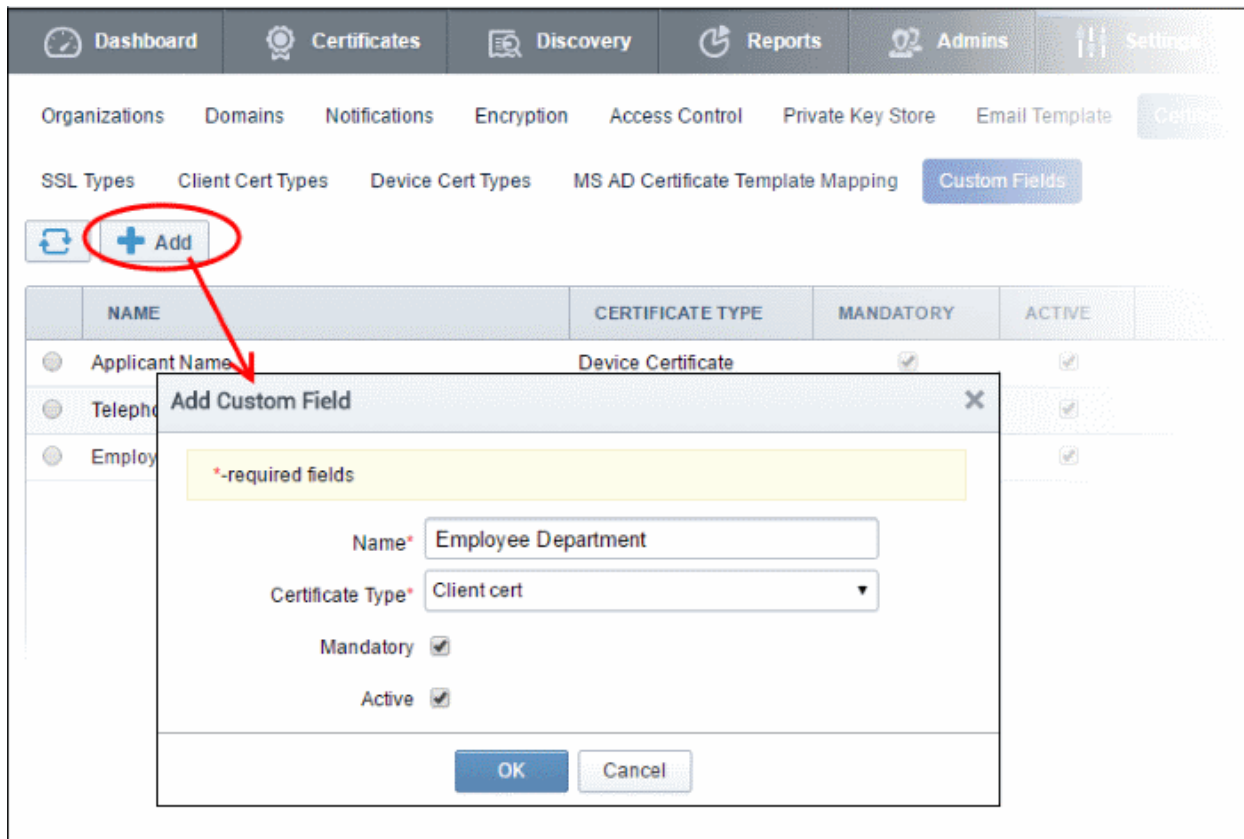 Dashboard Certificates Discovery Reports Admins Settings
Organizations Domains Notifications Encryption Access Control Private Key Store Email Template
SSL Types Client Cert Types Device Cert Types MS AD Certificate Template Mapping Custom Fields
Add
NAME CERTIFICATE TYPE MANDATORY ACTIVE
Applicant Name Device Certificate
Telepho
Employ
Add Custom Field
*-required fields
Name* Employee Department
Certificate Type* Client cert
Mandatory
Active
OK Cancel